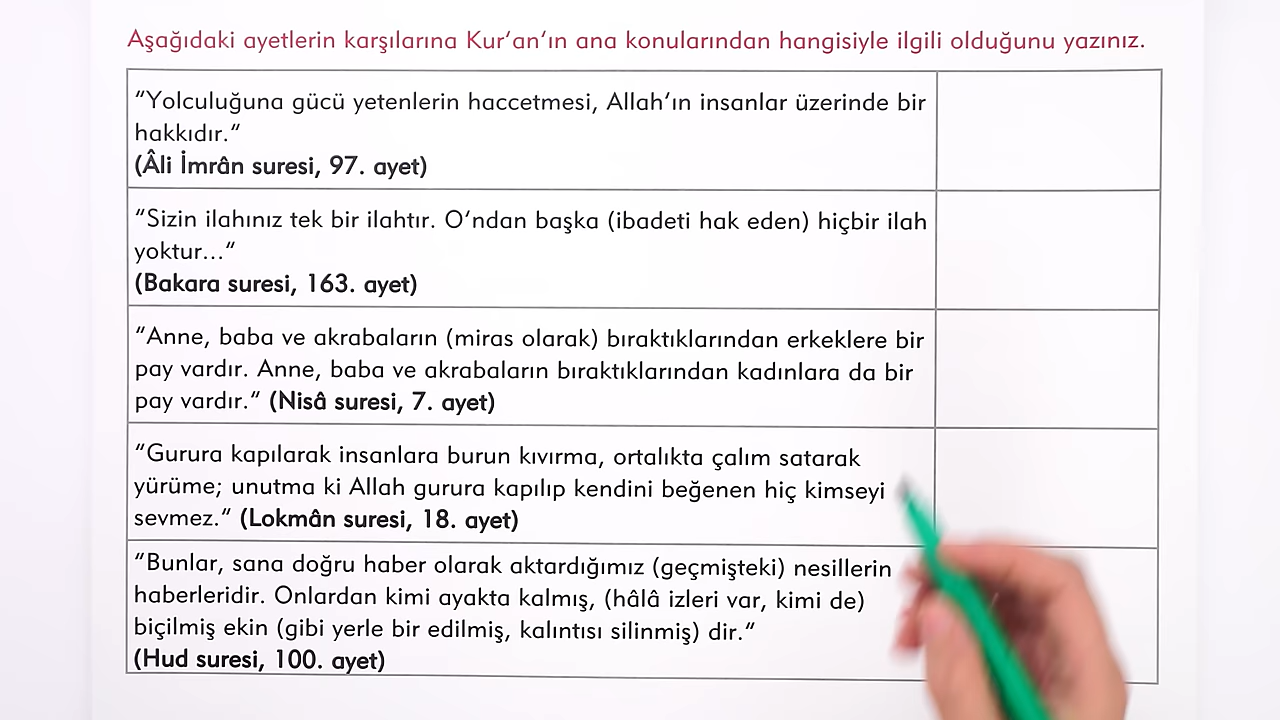 Aşağıdaki ayetlerin karşılarına Kur'an'ın ana konularından hangisiyle ilgili olduğunu yazınız.
"Yolculuğuna gücü yetenlerin haccetmesi, Allah'ın insanlar üzerinde bir
hakkıdır."
(Âli İmrân suresi, 97. ayet)
"Sizin ilahınız tek bir ilahtır. O'ndan başka (ibadeti hak eden) hiçbir ilah
yoktur..."
(Bakara suresi, 163. ayet)
"Anne, baba ve akrabaların (miras olarak) bıraktıklarından erkeklere bir
pay vardır. Anne, baba ve akrabaların bıraktıklarından kadınlara da bir
pay vardır." (Nisâ suresi, 7. ayet)
"Gurura kapılarak insanlara burun kıvırma, ortalıkta çalım satarak
yürüme; unutma ki Allah gurura kapılıp kendini beğenen hiç kimseyi
sevmez." (Lokmân suresi, 18. ayet)
"Bunlar, sana doğru haber olarak aktardığımız (geçmişteki) nesillerin
haberleridir. Onlardan kimi ayakta kalmış, (hâlâ izleri var, kimi de)
biçilmiş ekin (gibi yerle bir edilmiş, kalıntısı silinmiş) dir."
(Hud suresi, 100. ayet)